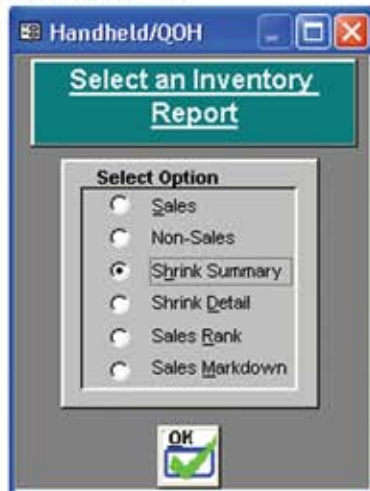 Handheld/QOH
Select an Inventory
Report
Select Option
Sales
Non-Sales
Shrink Summary
Shrink Detail
Sales Rank
Sales Markdown
OK